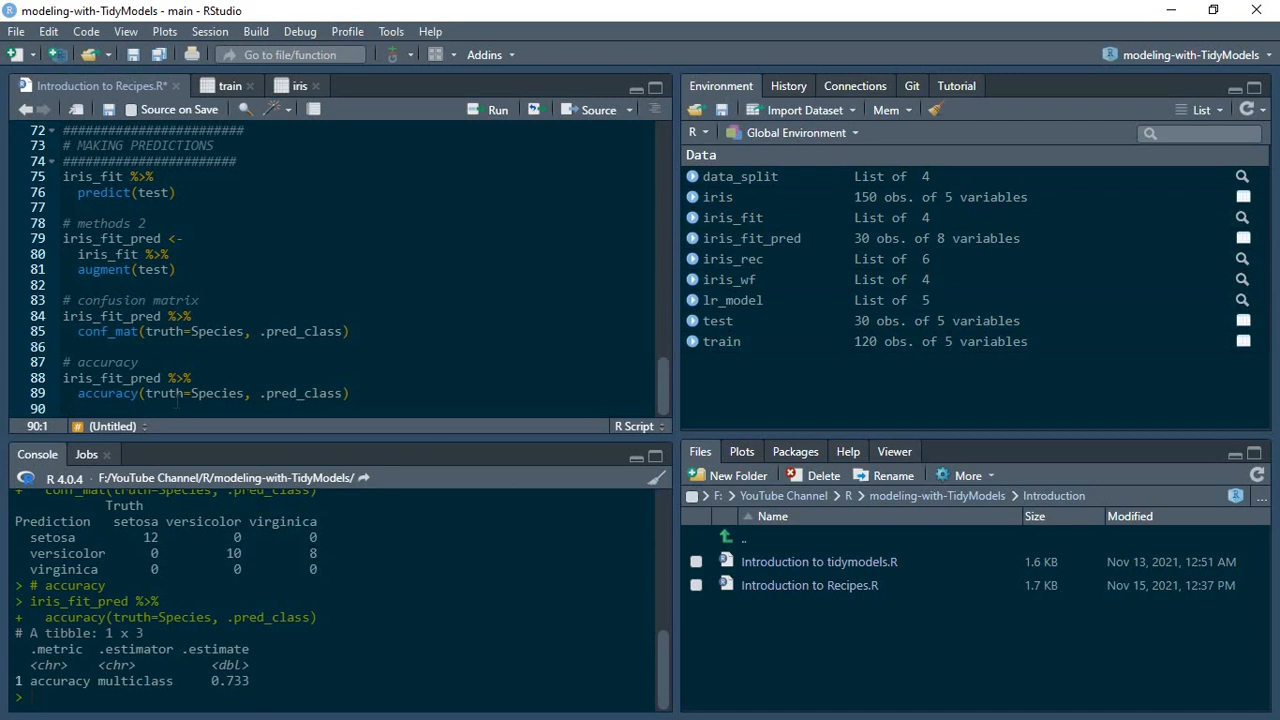 modeling-with-TidyModels - main - RStudio
File Edit Code View Plots Session Build Debug Profile Tools Help
Go to file/function Addins modeling-with-TidyModels
Introduction to Recipes.R* train iris
Source on Save Run Source
72 ########################
73 # MAKING PREDICTIONS
74 #######################
75 iris_fit %>%
76 predict(test)
77
78 # methods 2
79 iris_fit_pred <-
80 iris_fit %>%
81 augment(test)
82
83 # confusion matrix
84 iris_fit_pred %>%
85 conf_mat(truth=Species, .pred_class)
86
87 # accuracy
88 iris_fit_pred %>%
89 accuracy(truth=Species, .pred_class)
90
90:1 # (Untitled) R Script
Console Jobs
R 4.0.4 · F:/YouTube Channel/R/modeling-with-TidyModels/
+ conf_mat(truth=Species, .pred_class)
Truth
Prediction setosa versicolor virginica
setosa 12 0 0
versicolor 0 10 8
virginica 0 0 0
> # accuracy
> iris_fit_pred %>%
+ accuracy(truth=Species, .pred_class)
# A tibble: 1 x 3
.metric .estimator .estimate
<chr> <chr> <dbl>
1 accuracy multiclass 0.733
>
Environment History Connections Git Tutorial
Import Dataset Mem List
R Global Environment
Data
data_split List of 4
iris 150 obs. of 5 variables
iris_fit List of 4
iris_fit_pred 30 obs. of 8 variables
iris_rec List of 6
iris_wf List of 4
lr_model List of 5
test 30 obs. of 5 variables
train 120 obs. of 5 variables
Files Plots Packages Help Viewer
New Folder Delete Rename More
F: YouTube Channel R modeling-with-TidyModels Introduction ...
Name Size Modified
..
Introduction to tidymodels.R 1.6 KB Nov 13, 2021, 12:51 AM
Introduction to Recipes.R 1.7 KB Nov 15, 2021, 12:37 PM